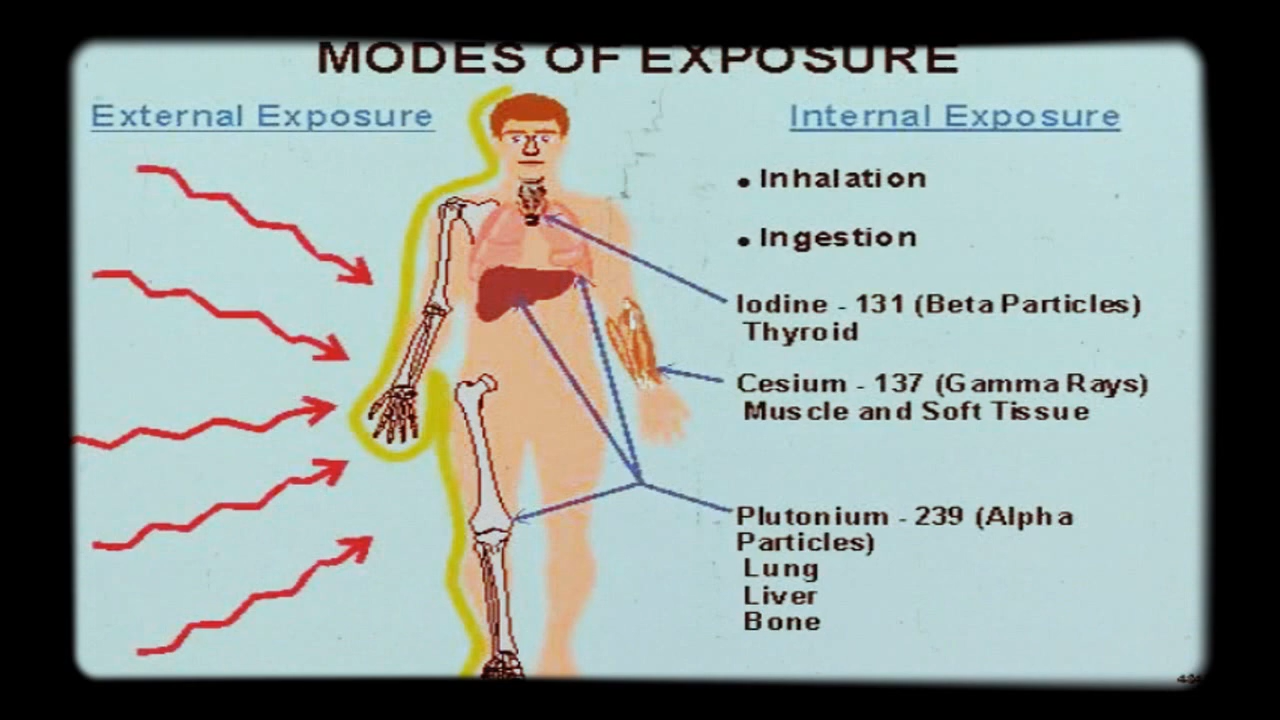 MODES OF EXPOSURE
External Exposure
Internal Exposure
• Inhalation
• Ingestion
Iodine - 131 (Beta Particles)
Thyroid
Cesium - 137 (Gamma Rays)
Muscle and Soft Tissue
Plutonium - 239 (Alpha
Particles)
Lung
Liver
Bone